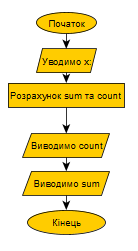 Початок
Уводимо x:
Розрахунок sum та count
Виводимо count
Виводимо sum
Кінець